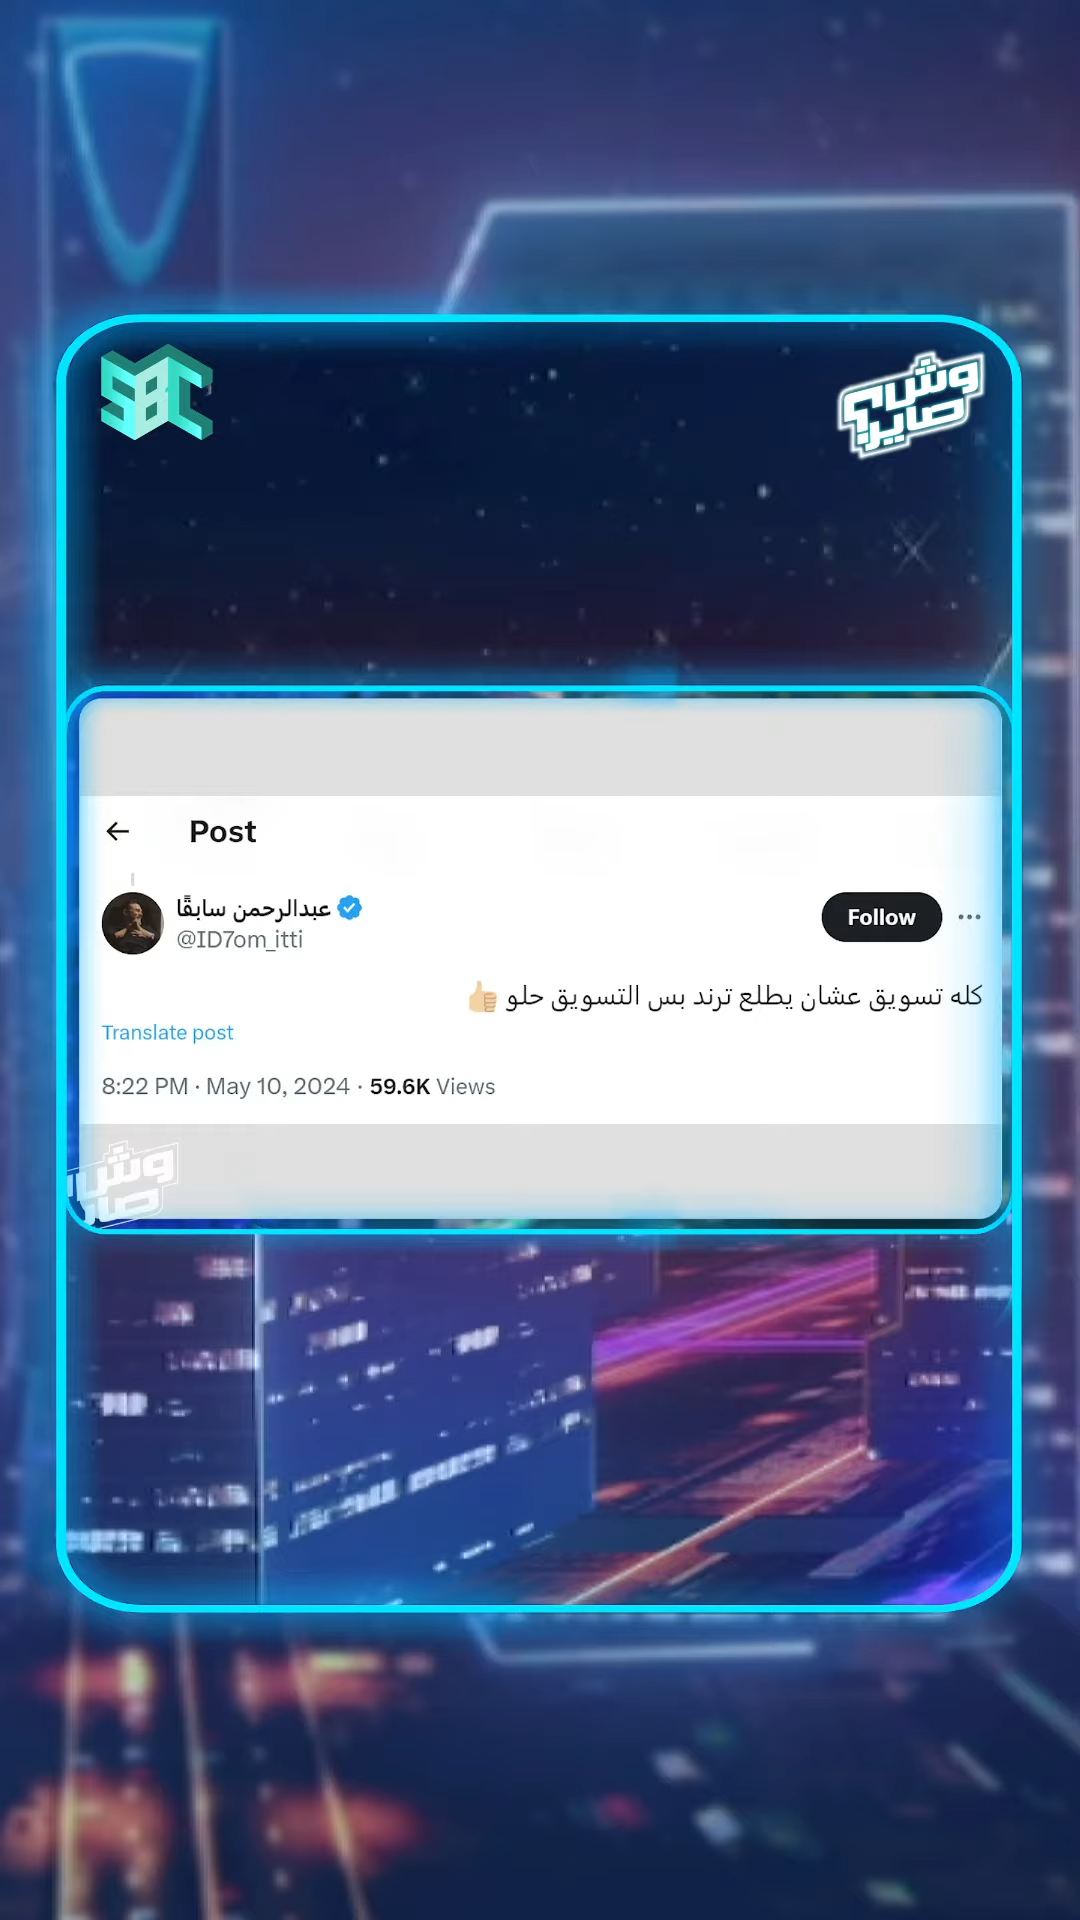 SBC
وش صاير؟
Post
عبدالرحمن سابقًا
@ID7om_itti
Follow
كله تسويق عشان يطلع ترند بس التسويق حلو 👍🏼
Translate post
8:22 PM · May 10, 2024 · 59.6K Views
وش صاير